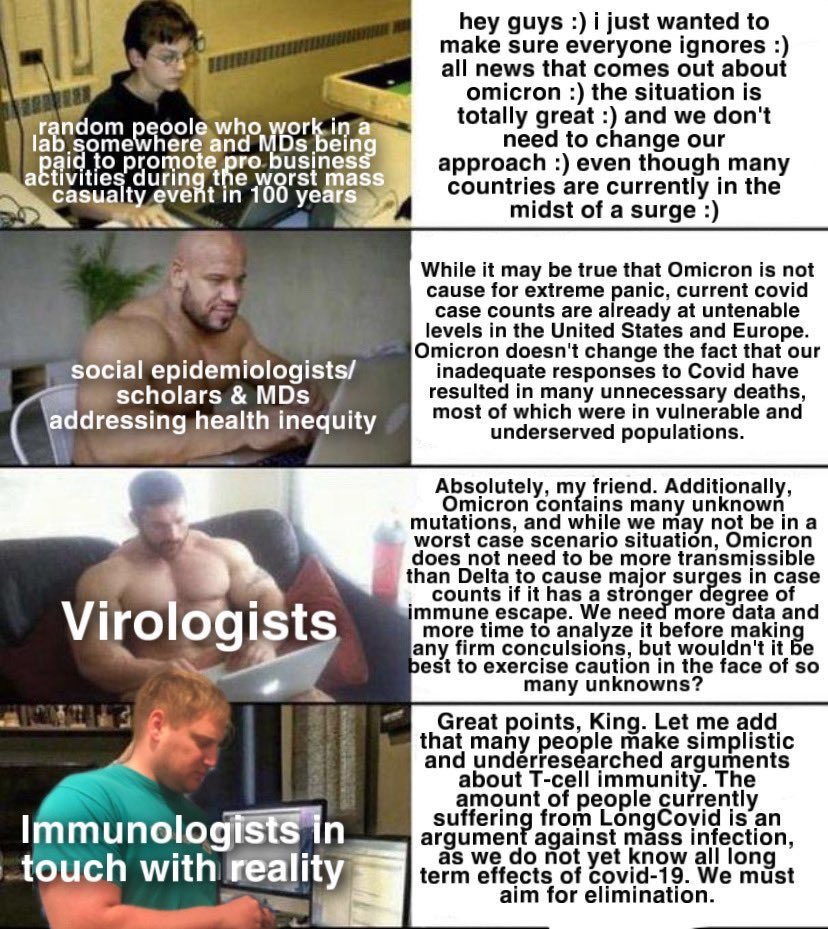 hey guys :) i just wanted to
make sure everyone ignores :)
all news that comes out about
omicron :) the situation is
totally great :) and we don't
need to change our
approach :) even though many
countries are currently in the
midst of a surge :)
random peoole who work in a
lab somewhere and MDs being
paid to promote pro business
activities during the worst mass
casualty event in 100 years
While it may be true that Omicron is not
cause for extreme panic, current covid
case counts are already at untenable
levels in the United States and Europe.
Omicron doesn't change the fact that our
inadequate responses to Covid have
resulted in many unnecessary deaths,
most of which were in vulnerable and
underserved populations.
social epidemiologists/
scholars & MDs
addressing health inequity
Absolutely, my friend. Additionally,
Omicron contains many unknown
mutations, and while we may not be in a
worst case scenario situation, Omicron
does not need to be more transmissible
than Delta to cause major surges in case
counts if it has a stronger degree of
immune escape. We need more data and
more time to analyze it before making
any firm conculsions, but wouldn't it be
best to exercise caution in the face of so
many unknowns?
Virologists
Great points, King. Let me add
that many people make simplistic
and underresearched arguments
about T-cell immunity. The
amount of people currently
suffering from LongCovid is an
argument against mass infection,
as we do not yet know all long
term effects of covid-19. We must
aim for elimination.
Immunologists in
touch with reality